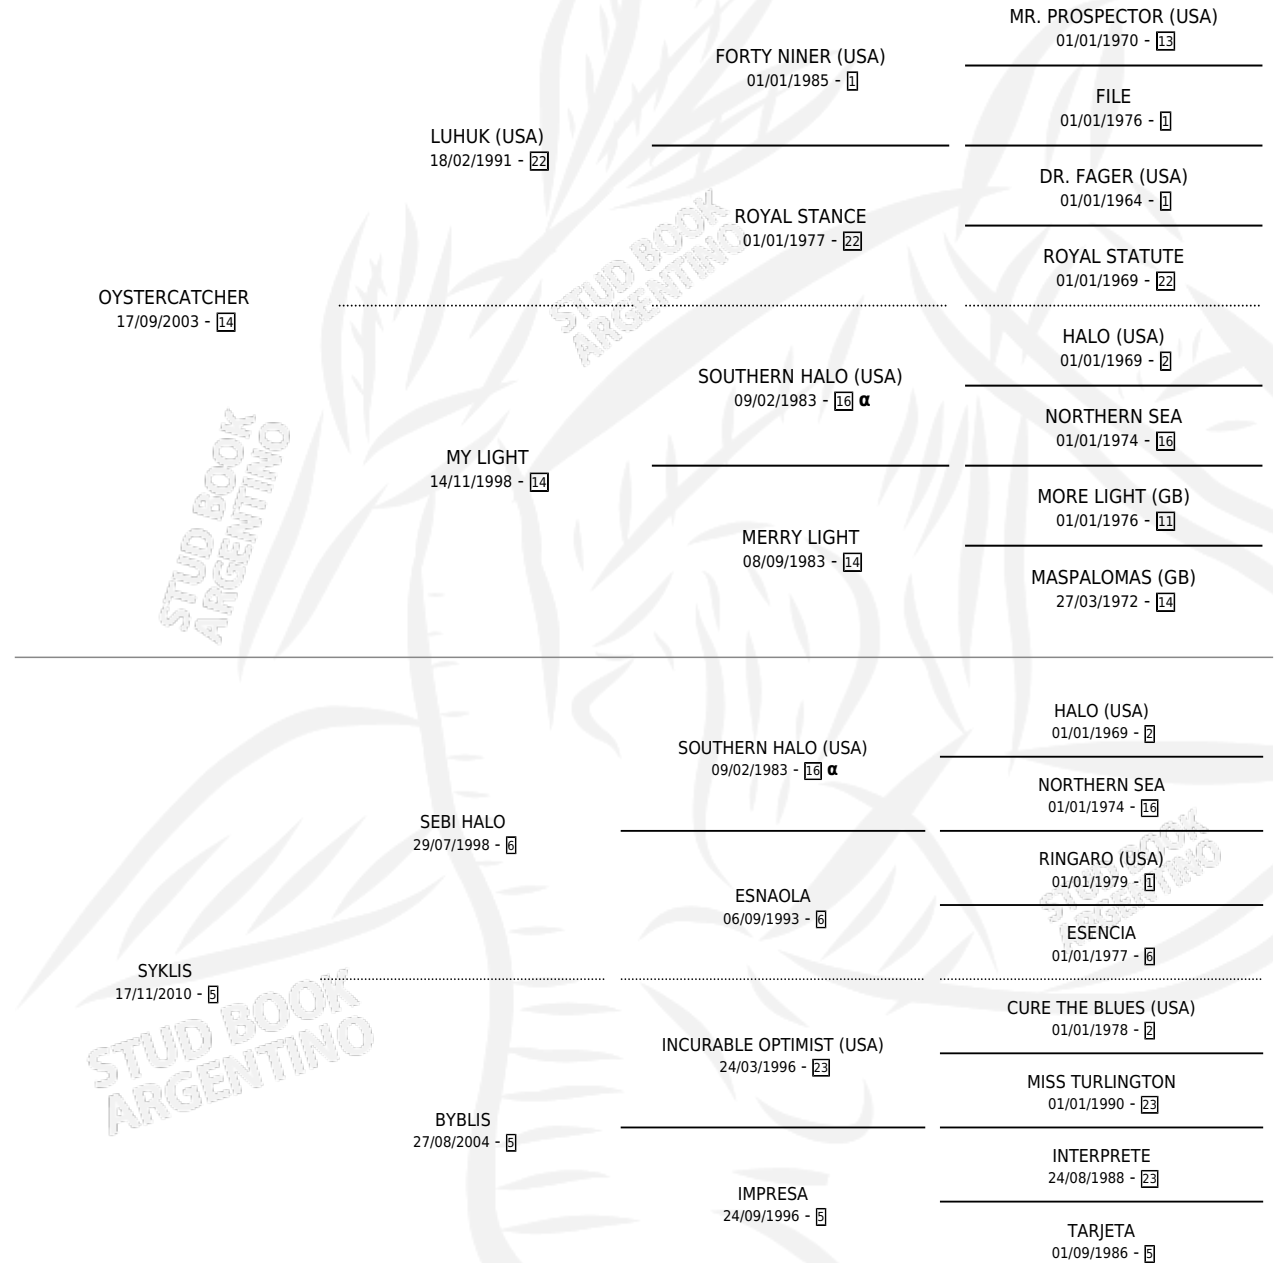 MR. PROSPECTOR (USA)
01/01/1970 - 13
FORTY NINER (USA)
01/01/1985 - 1
FILE
01/01/1976 - 1
LUHUK (USA)
18/02/1991 - 22
DR. FAGER (USA)
01/01/1964 - 1
ROYAL STANCE
01/01/1977 - 22
ROYAL STATUTE
01/01/1969 - 22
OYSTERCATCHER
17/09/2003 - 14
HALO (USA)
01/01/1969 - 2
SOUTHERN HALO (USA)
09/02/1983 - 16 α
NORTHERN SEA
01/01/1974 - 16
MY LIGHT
14/11/1998 - 14
MORE LIGHT (GB)
01/01/1976 - 11
MERRY LIGHT
08/09/1983 - 14
MASPALOMAS (GB)
27/03/1972 - 14
HALO (USA)
01/01/1969 - 2
SOUTHERN HALO (USA)
09/02/1983 - 16 α
NORTHERN SEA
01/01/1974 - 16
SEBI HALO
29/07/1998 - 6
RINGARO (USA)
01/01/1979 - 1
ESNAOLA
06/09/1993 - 6
ESENCIA
01/01/1977 - 6
SYKLIS
17/11/2010 - 5
CURE THE BLUES (USA)
01/01/1978 - 2
INCURABLE OPTIMIST (USA)
24/03/1996 - 23
MISS TURLINGTON
01/01/1990 - 23
BYBLIS
27/08/2004 - 5
INTERPRETE
24/08/1988 - 23
IMPRESA
24/09/1996 - 5
TARJETA
01/09/1986 - 5
STUD BOOK
ARGENTINO
STUD BOOK
ARGENTINO
STUD BOOK
ARGENTINO
STUD BOOK
ARGENTINO